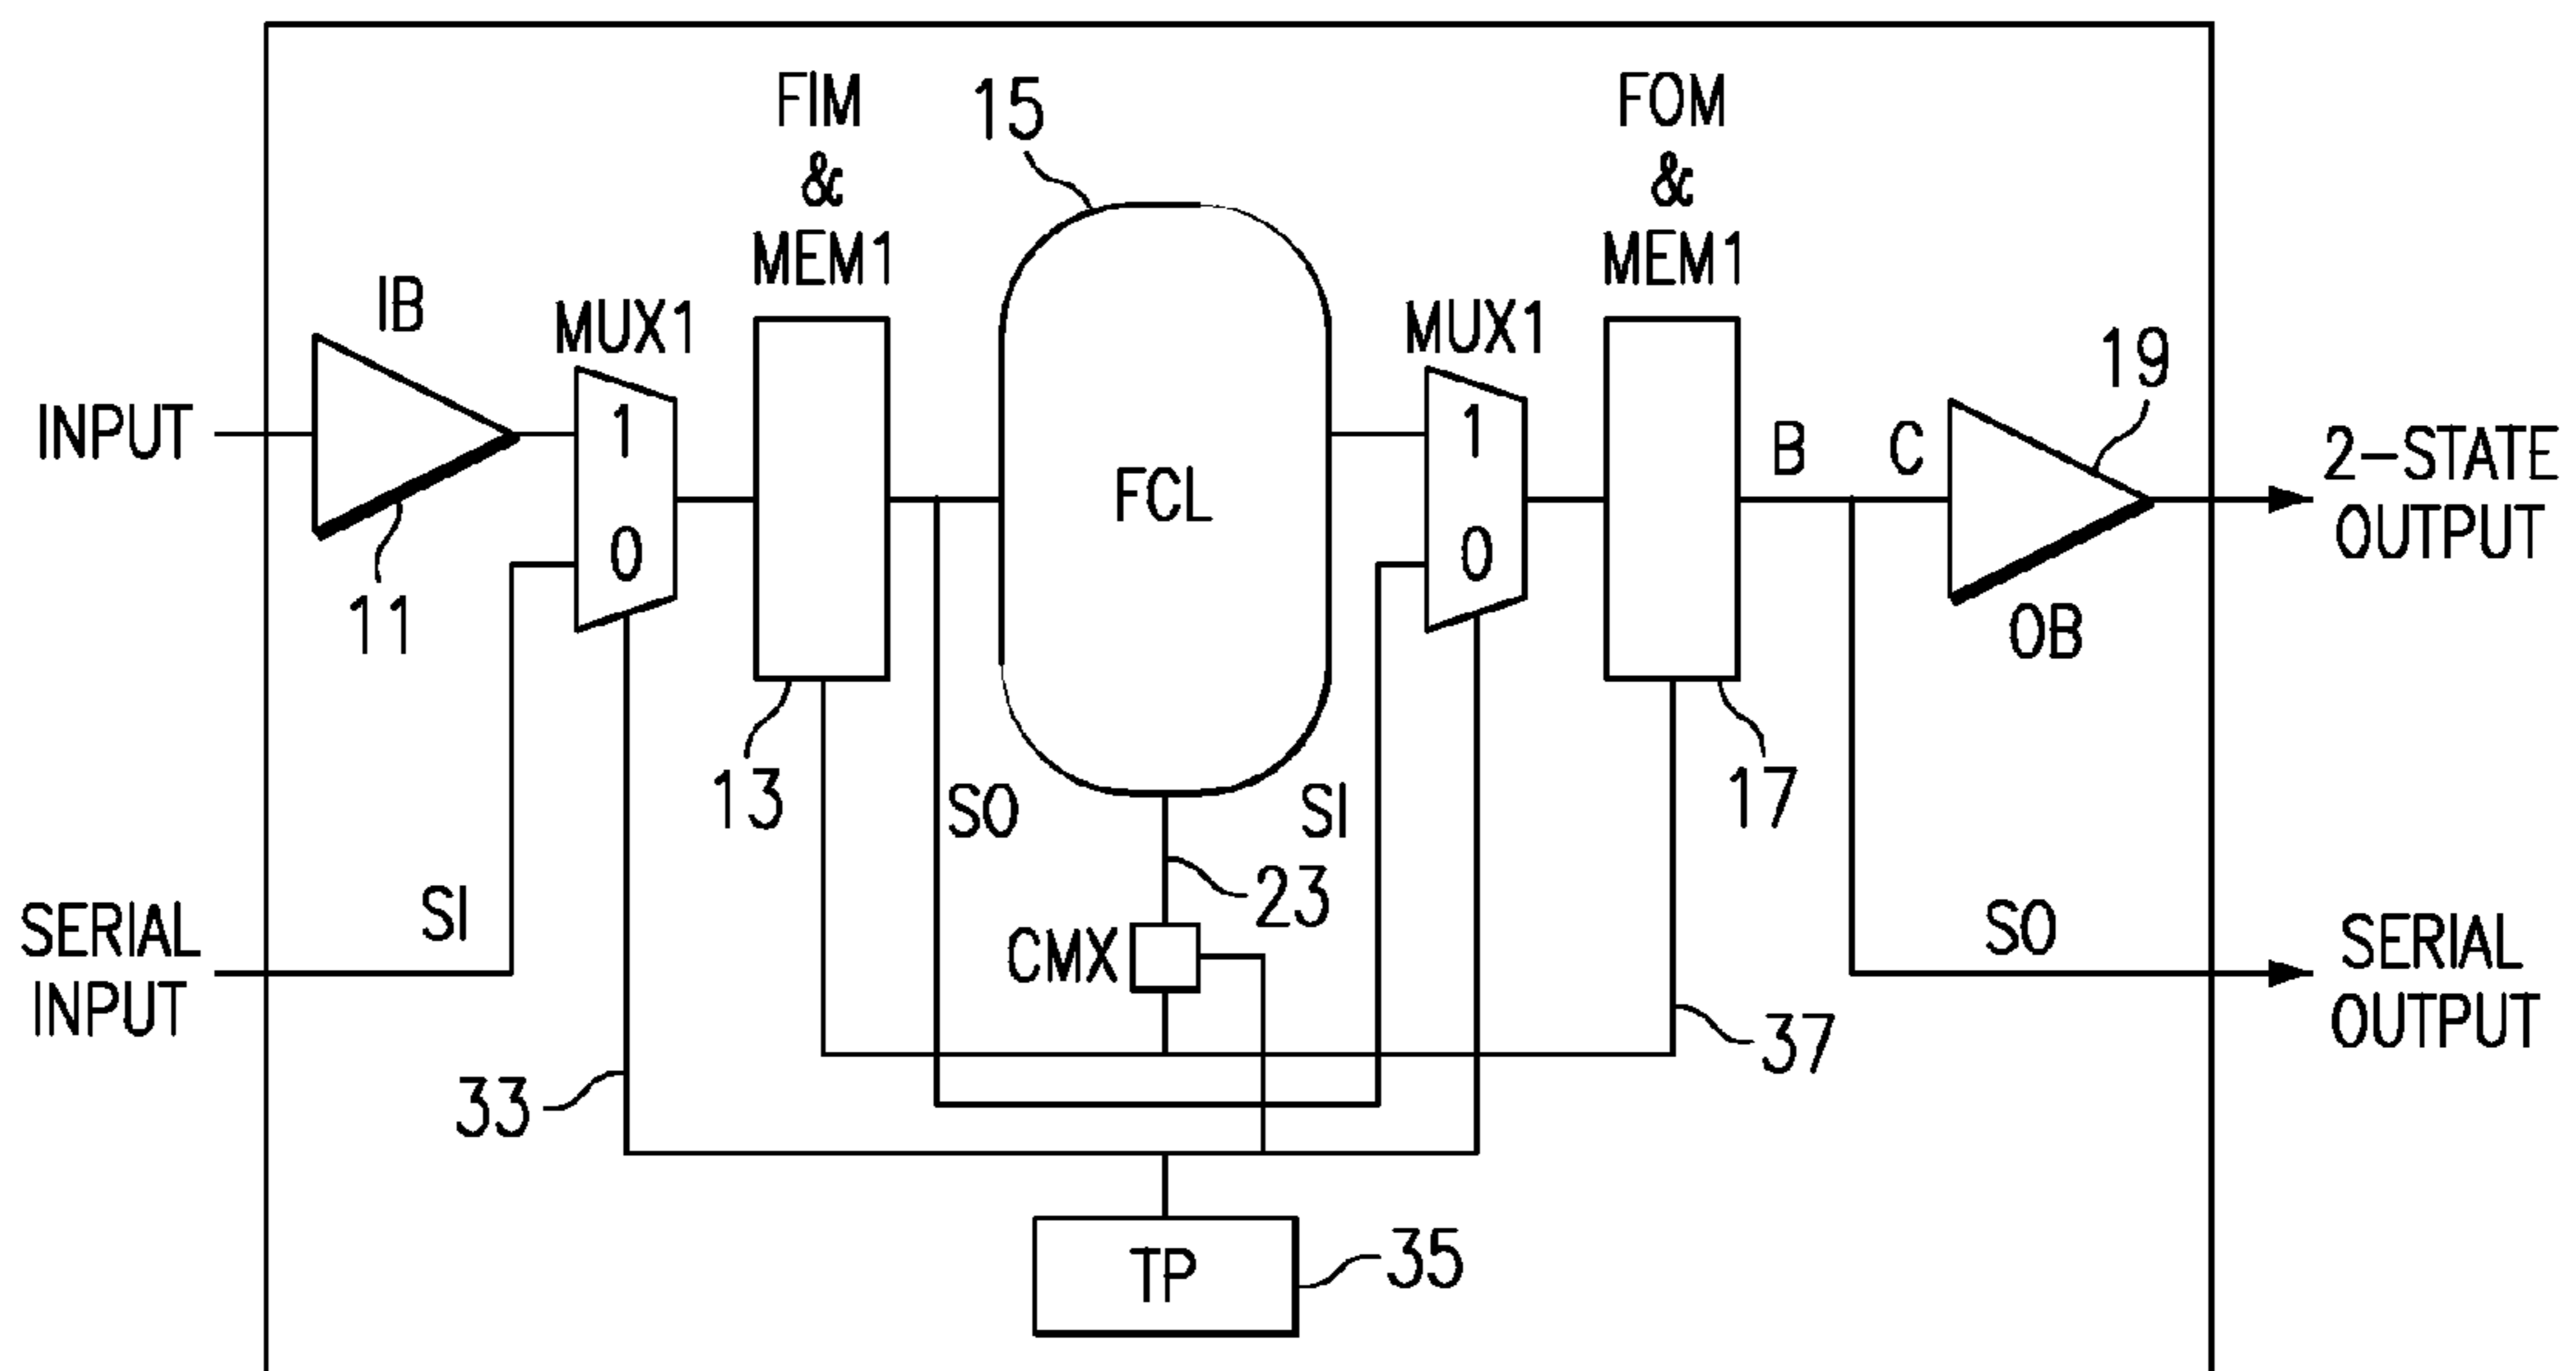 FIM
&
MEM1
15
FOM
&
MEM1
IB
MUX1
MUX1
19
INPUT
1
FCL
1
B
C
2-STATE
OUTPUT
0
0
11
OB
13
SO
SI
17
23
SERIAL
INPUT
SI
CMX
SO
SERIAL
OUTPUT
33
37
TP
35